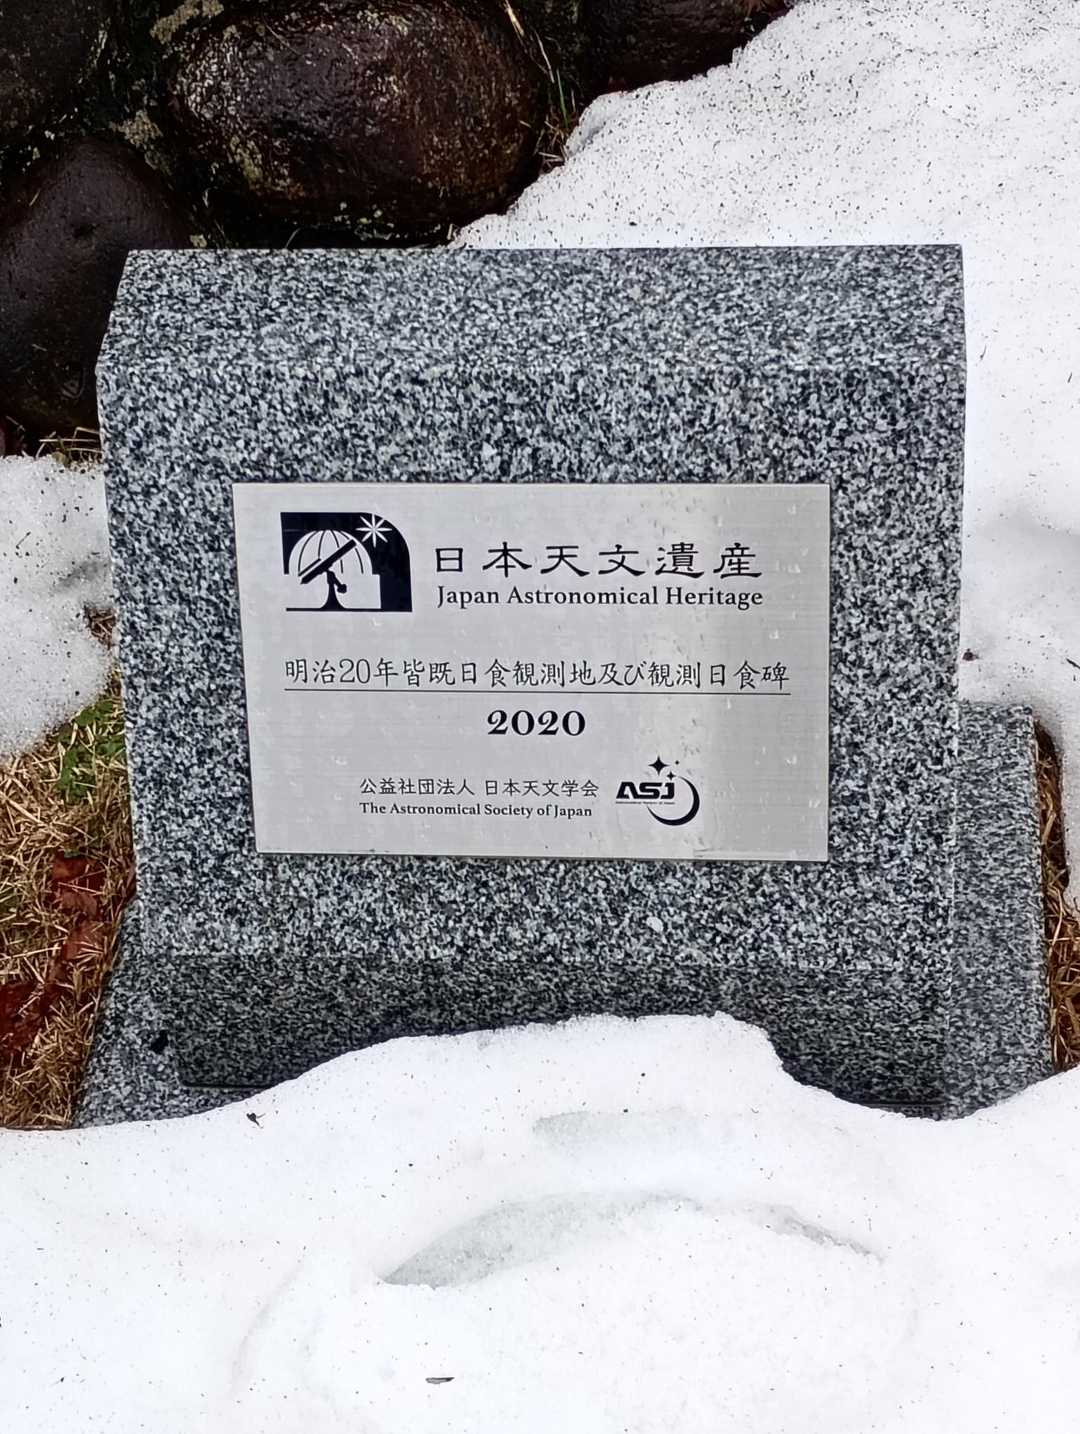 日本天文遺産
Japan Astronomical Heritage
明治20年皆既日食観測地及び観測日食碑
2020
公益社団法人 日本天文学会
The Astronomical Society of Japan
ASJ